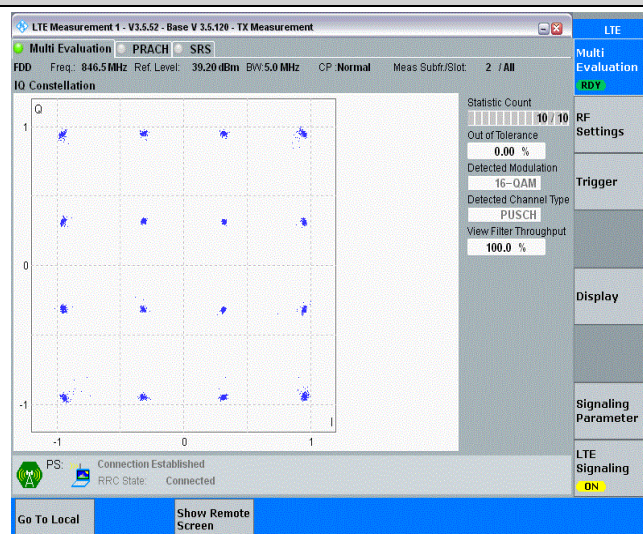 LTE Measurement 1 - V3.5.52 - Base V 3.5.120 - TX Measurement
LTE
Multi Evaluation PRACH SRS
Multi
Evaluation
RDY
FDD Freq.: 846.5 MHz Ref. Level: 39.20 dBm BW:5.0 MHz CP :Normal Meas Subfr./Slot: 2 / All
IQ Constellation
Q
1
0
-1
-1 0 1
I
Statistic Count
10 / 10
Out of Tolerance
0.00 %
Detected Modulation
16-QAM
Detected Channel Type
PUSCH
View Filter Throughput
100.0 %
RF
Settings
Trigger
Display
Signaling
Parameter
LTE
Signaling
ON
PS: Connection Established
RRC State: Connected
Go To Local
Show Remote
Screen